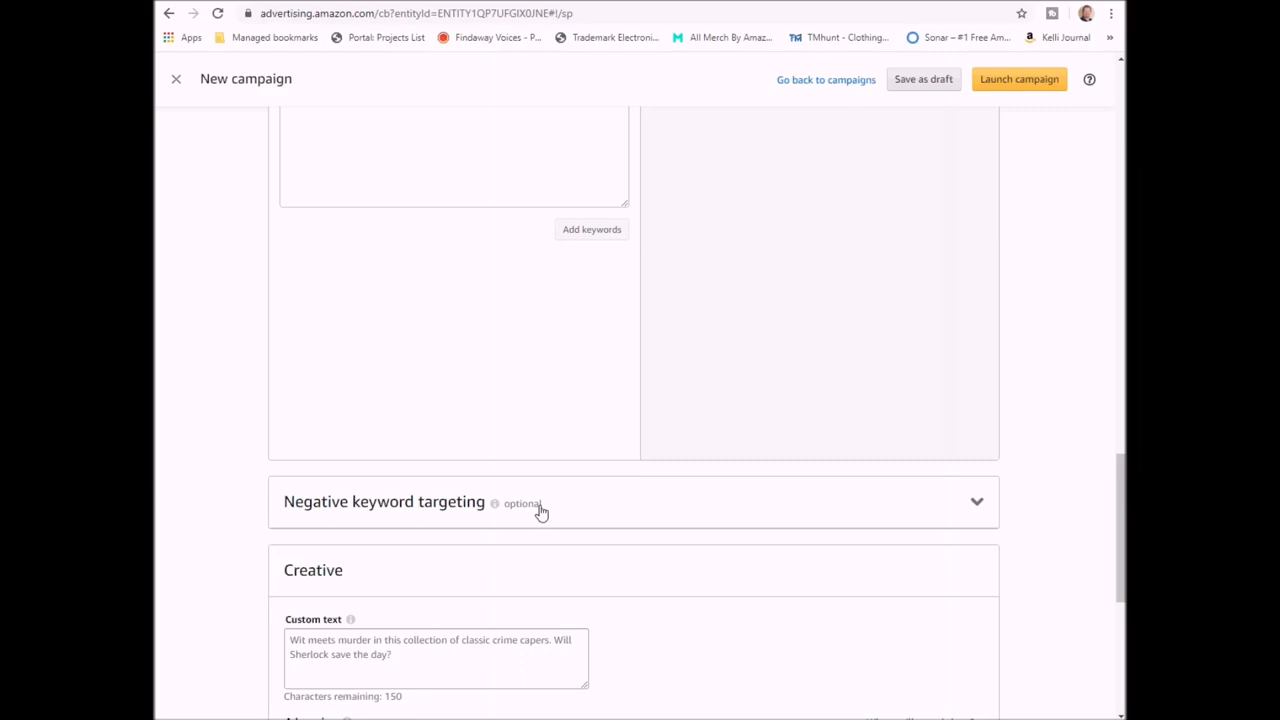 advertising.amazon.com/cb?entityId=ENTITY1QP7UFGIX0JNE#!/sp
Apps Managed bookmarks Portal: Projects List Findaway Voices - P... Trademark Electroni... All Merch By Amaz... TMhunt - Clothing,... Sonar – #1 Free Am... Kelli Journal »
New campaign Go back to campaigns Save as draft Launch campaign
Add keywords
Negative keyword targeting optional
Creative
Custom text
Wit meets murder in this collection of classic crime capers. Will
Sherlock save the day?
Characters remaining: 150